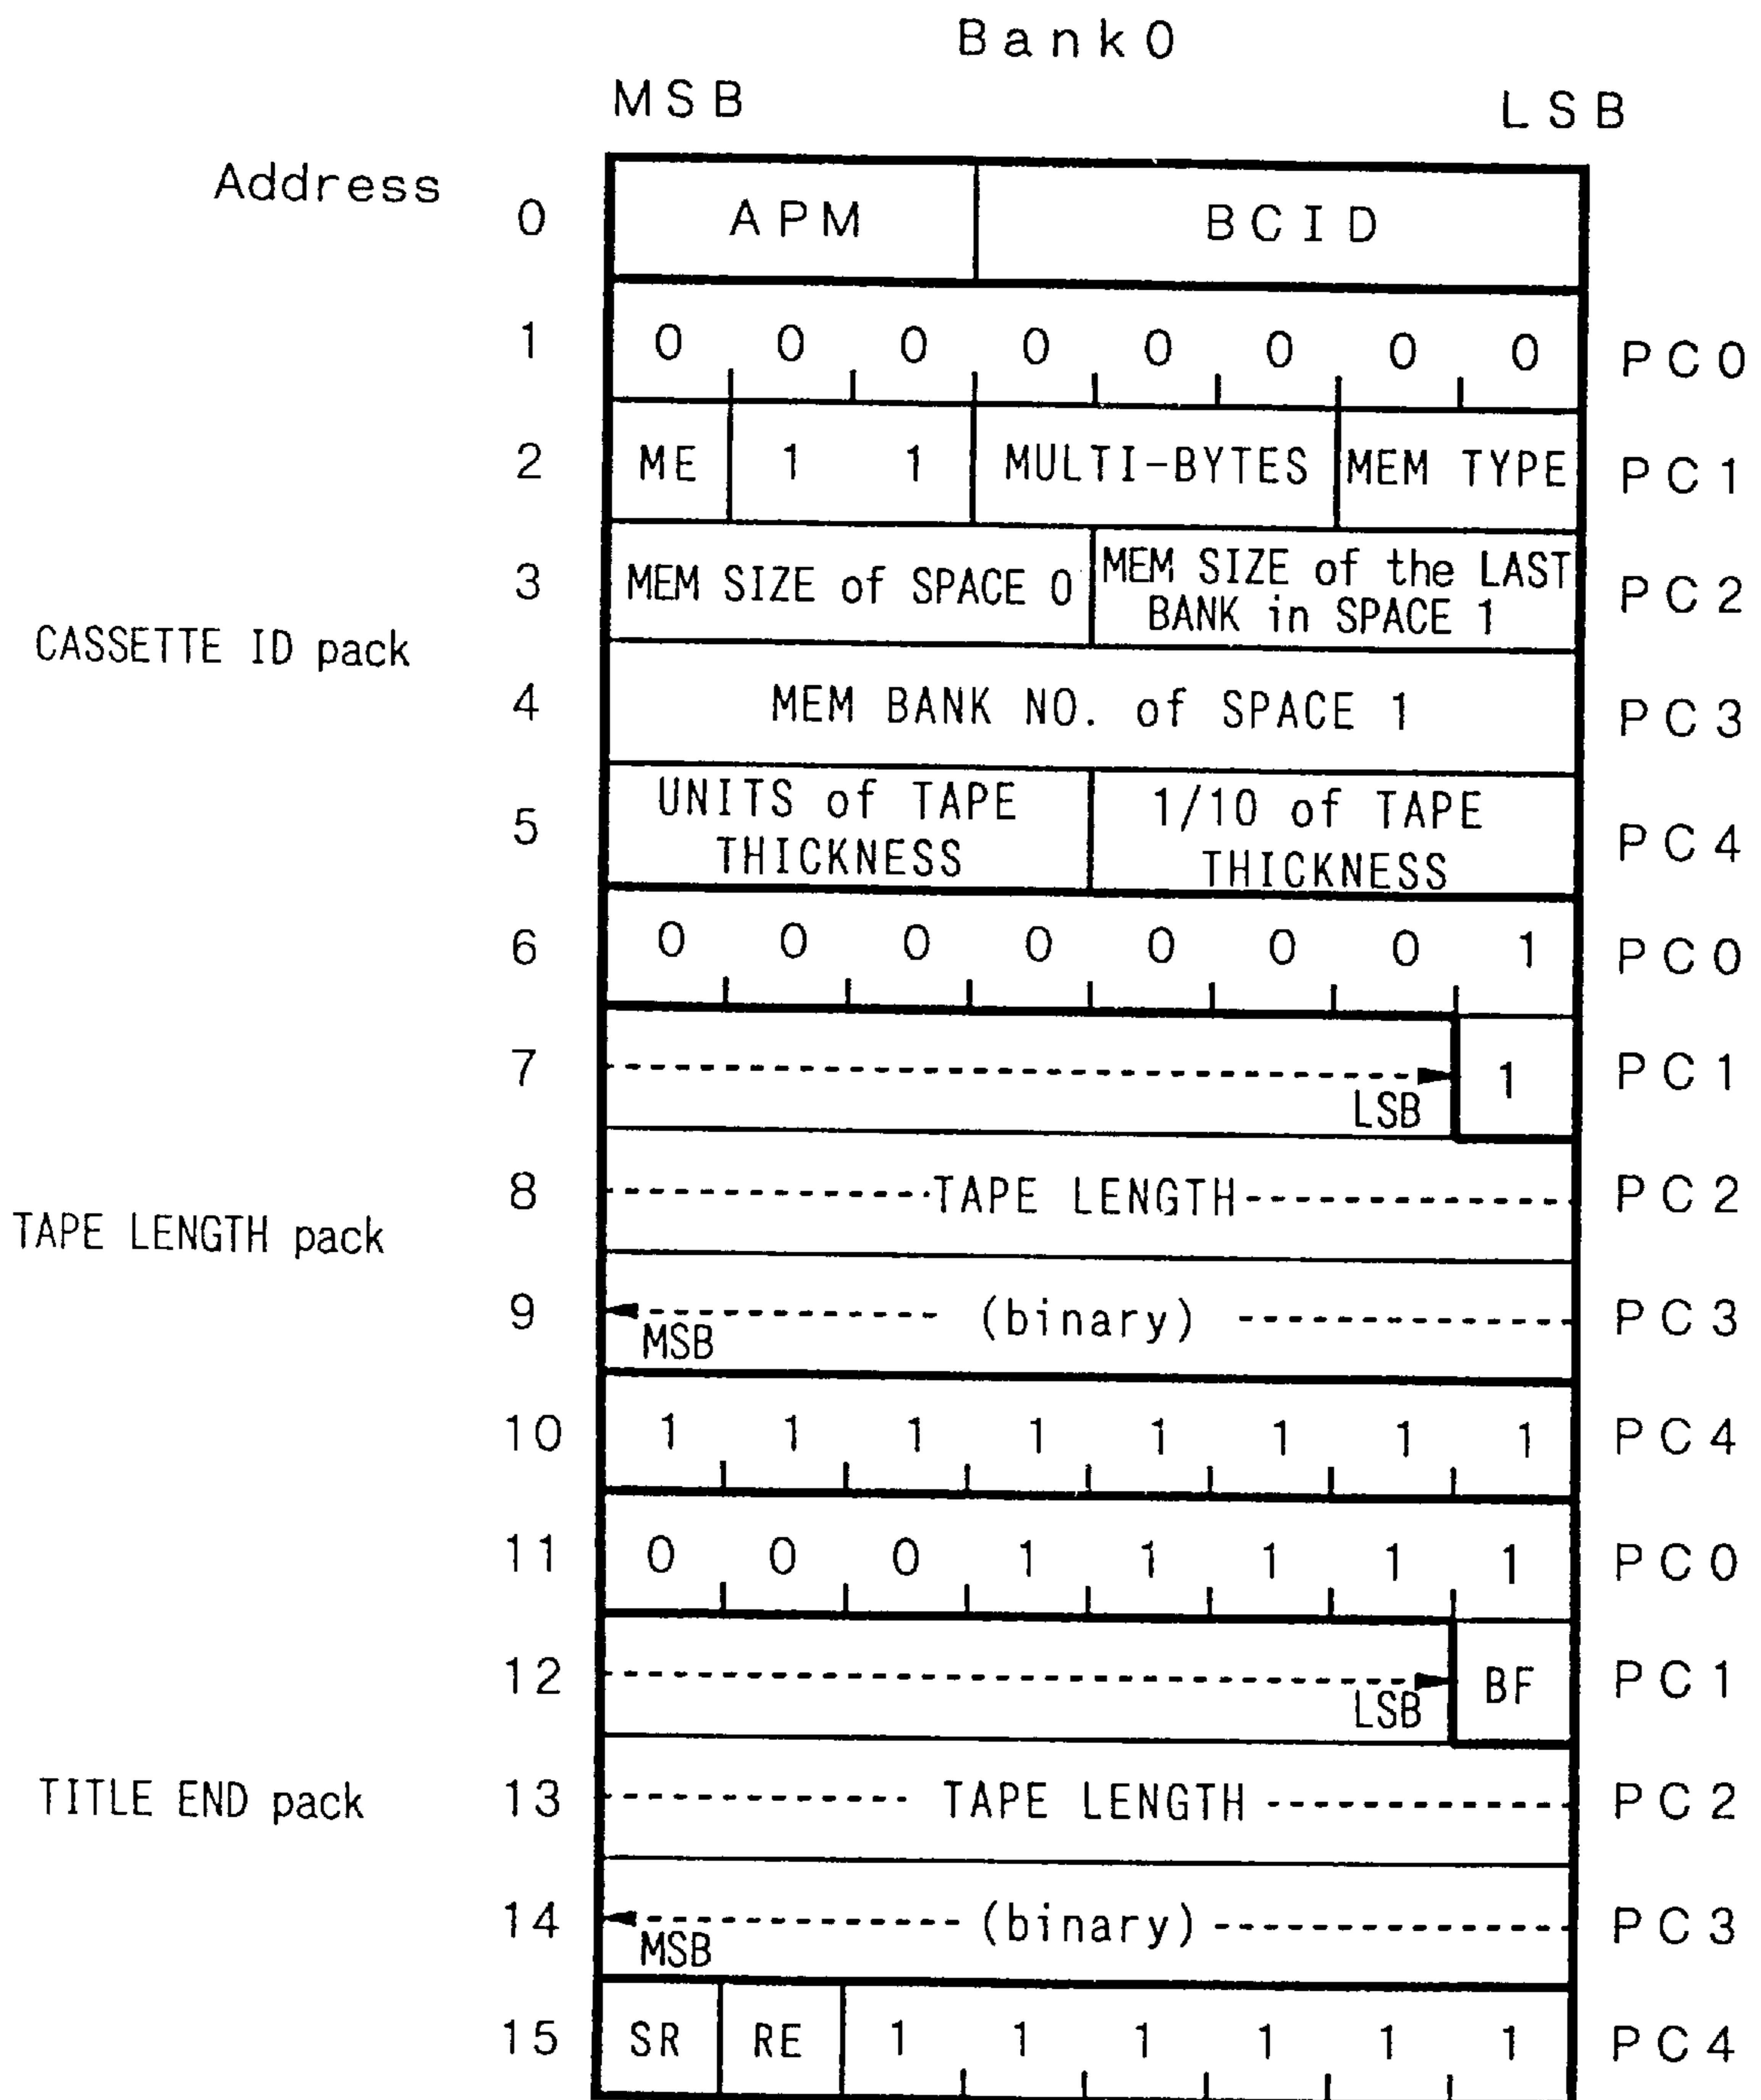 Bank0
MSB LSB
Address
0 APM BCID
1 0 0 0 0 0 0 0 0 PC0
2 ME 1 1 MULTI-BYTES MEM TYPE PC1
3 MEM SIZE of SPACE 0 MEM SIZE of the LAST BANK in SPACE 1 PC2
CASSETTE ID pack
4 MEM BANK NO. of SPACE 1 PC3
5 UNITS of TAPE THICKNESS 1/10 of TAPE THICKNESS PC4
6 0 0 0 0 0 0 0 1 PC0
7 LSB 1 PC1
8 TAPE LENGTH PC2
TAPE LENGTH pack
9 MSB (binary) PC3
10 1 1 1 1 1 1 1 1 PC4
11 0 0 0 1 1 1 1 1 PC0
12 LSB BF PC1
TITLE END pack
13 TAPE LENGTH PC2
14 MSB (binary) PC3
15 SR RE 1 1 1 1 1 1 PC4